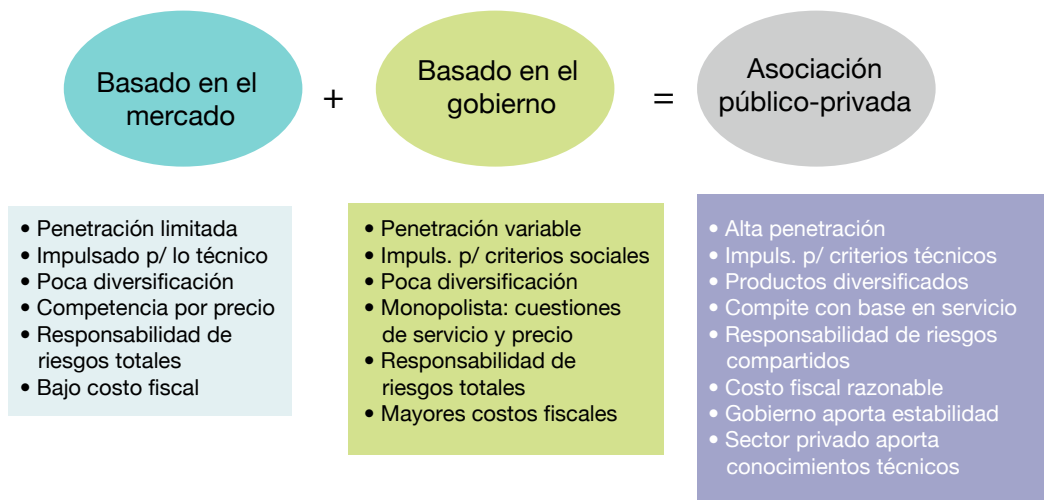 Basado en el
mercado
+
Basado en el
gobierno
=
Asociación
público-privada
• Penetración limitada
• Impulsado p/ lo técnico
• Poca diversificación
• Competencia por precio
• Responsabilidad de
riesgos totales
• Bajo costo fiscal
• Penetración variable
• Impuls. p/ criterios sociales
• Poca diversificación
• Monopolista: cuestiones
de servicio y precio
• Responsabilidad de
riesgos totales
• Mayores costos fiscales
• Alta penetración
• Impuls. p/ criterios técnicos
• Productos diversificados
• Compite con base en servicio
• Responsabilidad de riesgos
compartidos
• Costo fiscal razonable
• Gobierno aporta estabilidad
• Sector privado aporta
conocimientos técnicos